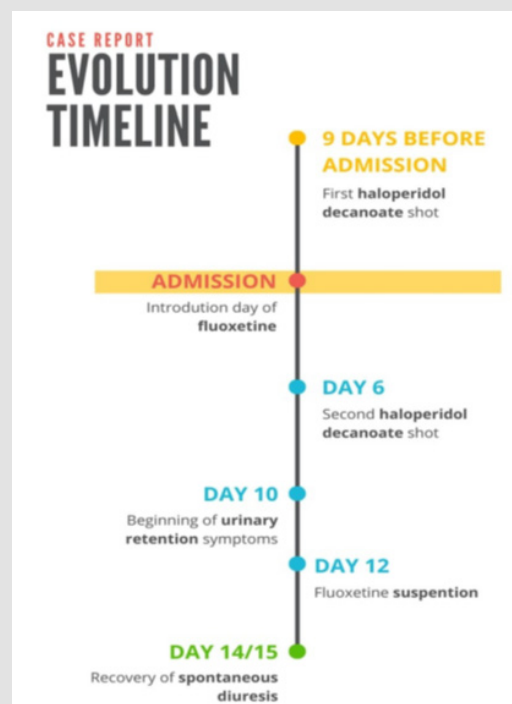 CASE REPORT
EVOLUTION
TIMELINE
9 DAYS BEFORE
ADMISSION
First haloperidol
decanoate shot
ADMISSION
Introdution day of
fluoxetine
DAY 6
Second haloperidol
decanoate shot
DAY 10
Beginning of urinary
retention symptoms
DAY 12
Fluoxetine suspention
DAY 14/15
Recovery of spontaneous
diuresis